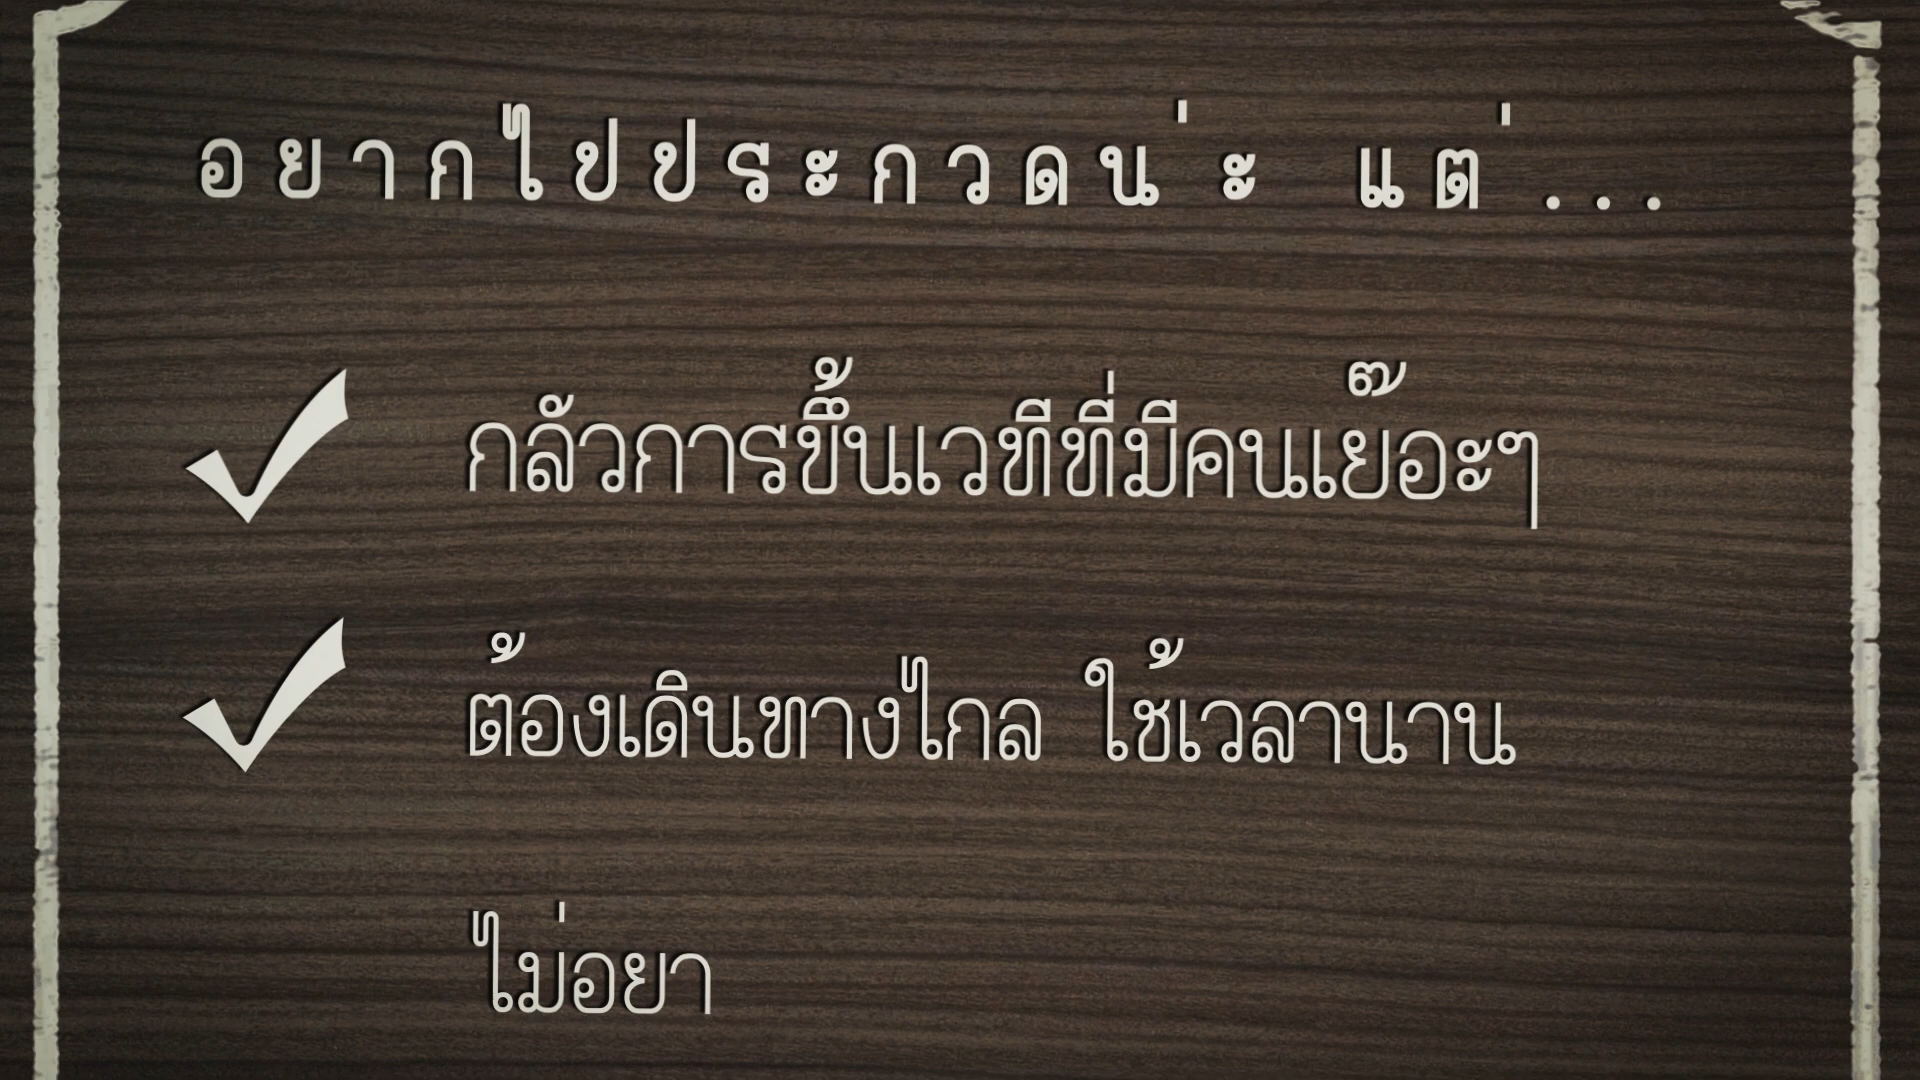 อยากไปประกวดน่ะ แต่...
กลัวการขึ้นเวทีที่มีคนเยอะๆ
ต้องเดินทางไกล ใช้เวลานาน
ไม่อยา